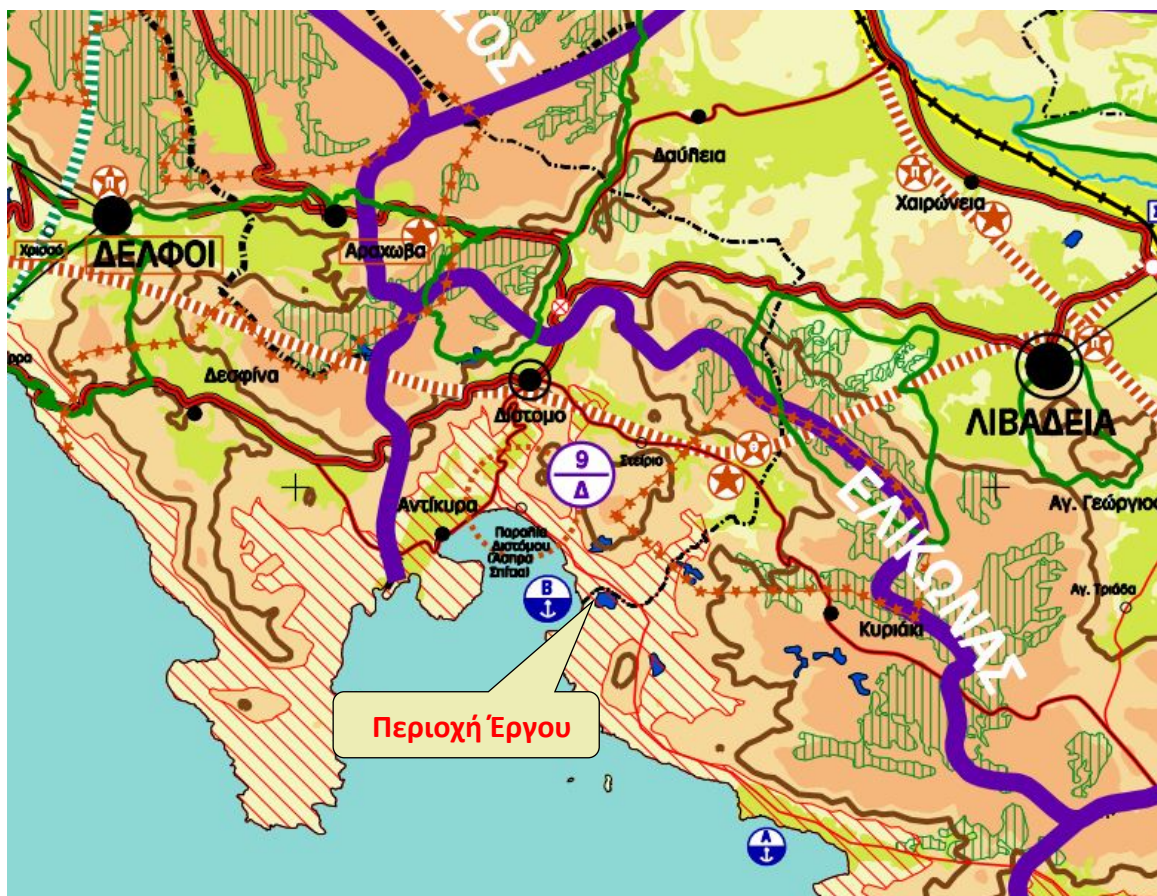 ΣΟΣ
Δαύλεια
Χαιρώνεια
Π
Π
Χρισσό
ΔΕΛΦΟΙ
Αράχωβα
Σ
Π
Δεσφίνα
Δίστομο
ΛΙΒΑΔΕΙΑ
Στείριο
9
Δ
Αντίκυρα
Παραλία
Διστόμου
(Άσπρα
Σπίτια)
ΕΛΙΚΩΝΑΣ
Αγ. Γεώργιος
Αγ. Τριάδα
Β
Κυριάκι
Περιοχή Έργου
Α